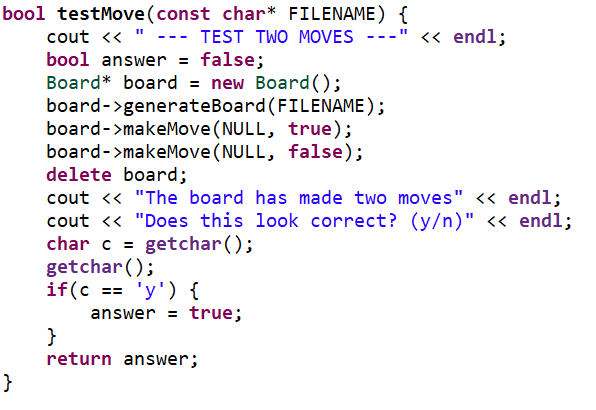 bool testMove(const char* FILENAME) {
    cout << " --- TEST TWO MOVES ---" << endl;
    bool answer = false;
    Board* board = new Board();
    board->generateBoard(FILENAME);
    board->makeMove(NULL, true);
    board->makeMove(NULL, false);
    delete board;
    cout << "The board has made two moves" << endl;
    cout << "Does this look correct? (y/n)" << endl;
    char c = getchar();
    getchar();
    if(c == 'y') {
        answer = true;
    }
    return answer;
}